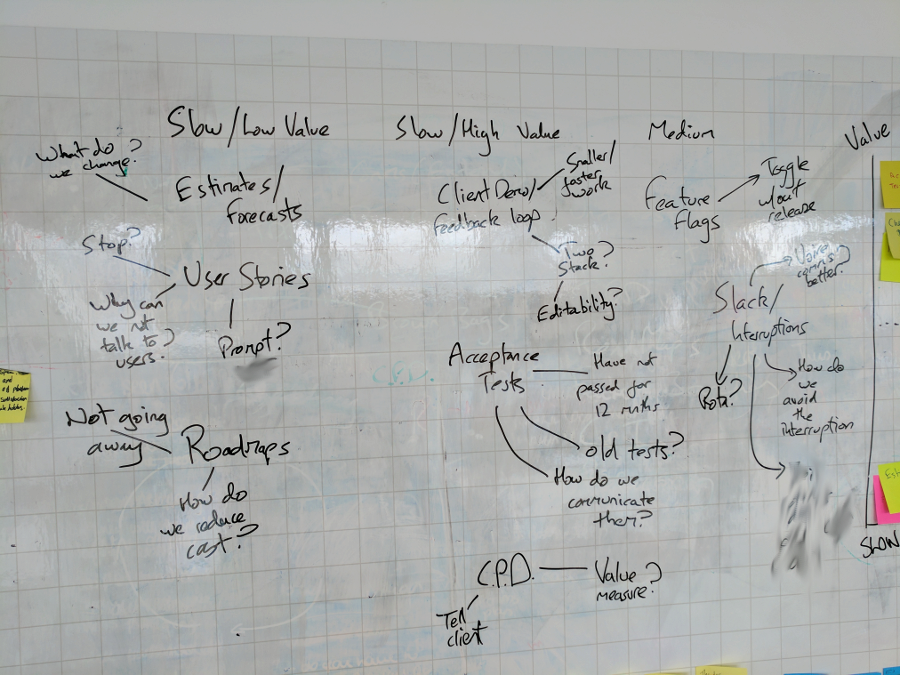 Slow/Low Value
What do
we change?
Estimates/
Forecasts
Stop?
User Stories
Why can
we not
talk to
users?
Prompt?
Not going
away
Roadmaps
How do
we reduce
cost?
Slow/High Value
Client Demo/
feedback loop
Smaller/
faster
work
Two
Stack?
Editability?
Acceptance
Tests
Have not
passed for
12 mnths
old tests?
How do we
communicate
them?
C.P.D.
Value?
measure?
Tell
client
Medium
Feature
flags
Toggle
w/out
release
Slack/
Interruptions
comms
better?
Rota?
How do
we
avoid
the
interruption
Value
SLOW